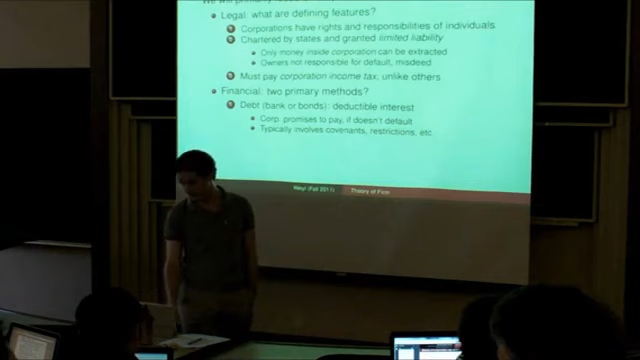 Legal: what are defining features?
Corporations have rights and responsibilities of individuals
Chartered by states and granted limited liability
Only money inside corporation can be extracted
Owners not responsible for default, misdeed
Must pay corporation income tax, unlike others
Financial: two primary methods?
Debt (bank or bonds): deductible interest
Corp. promises to pay, if doesn't default
Typically involves covenants, restrictions, etc.
Weyl (Fall 2011) Theory of Firm